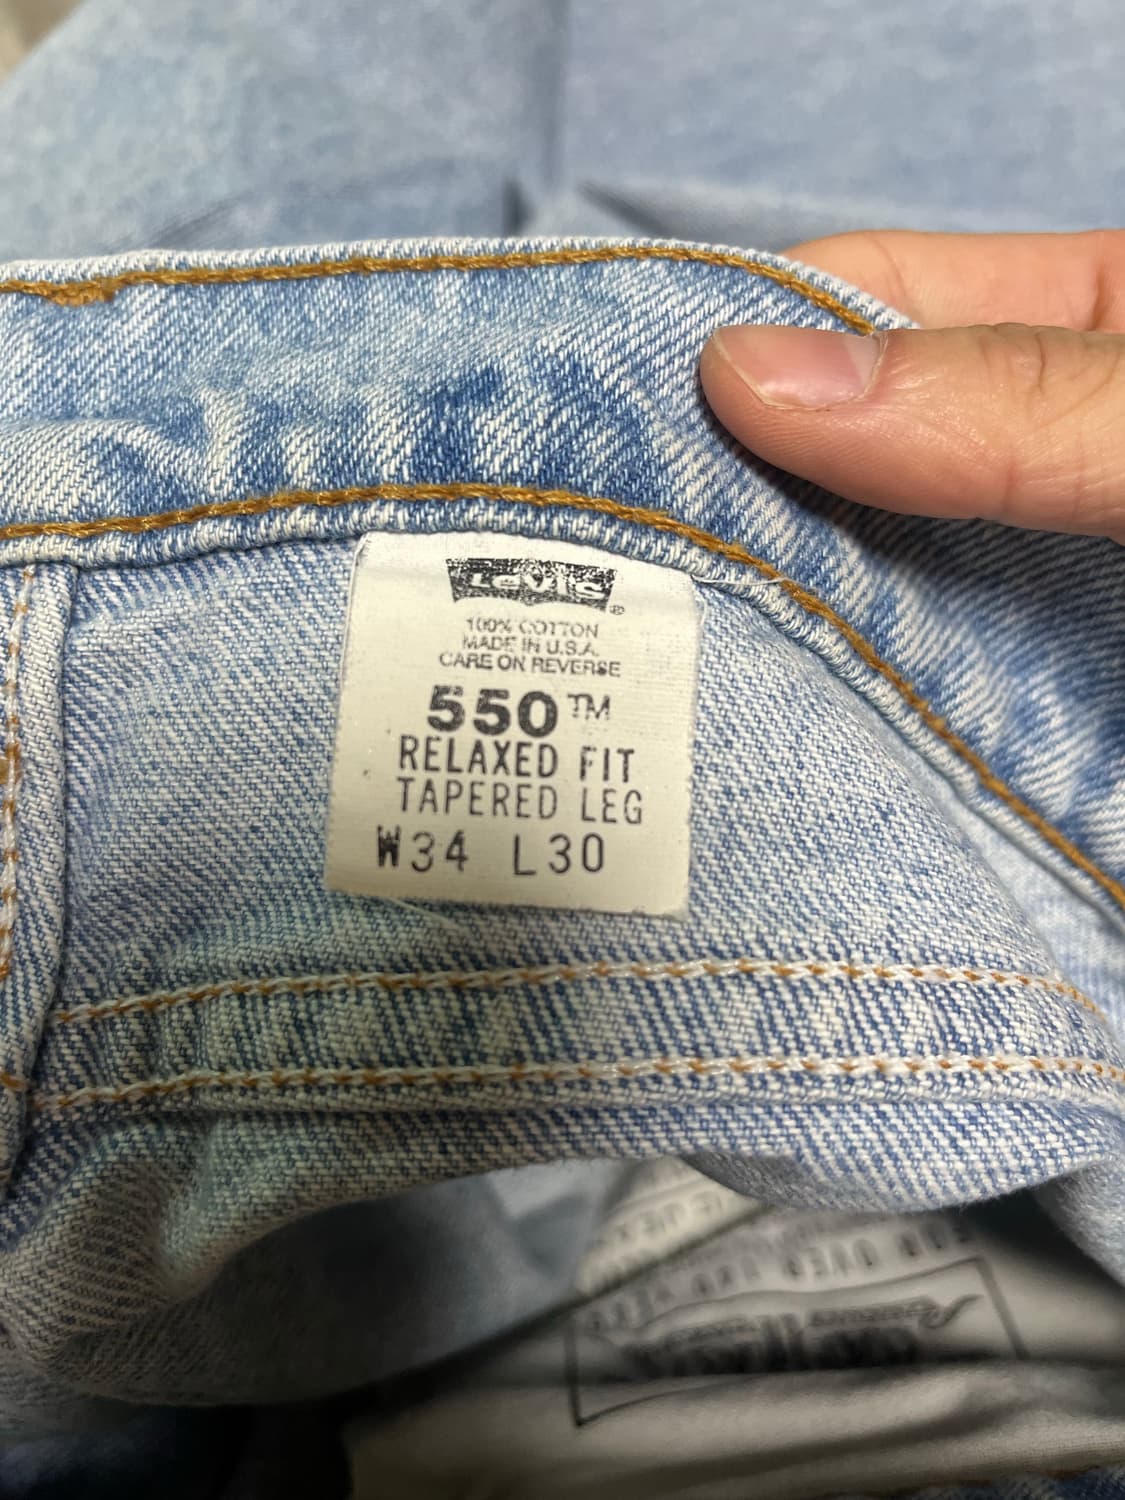 LEVI'S ®
100% COTTON
MADE IN U.S.A.
CARE ON REVERSE
550™
RELAXED FIT
TAPERED LEG
W34 L30